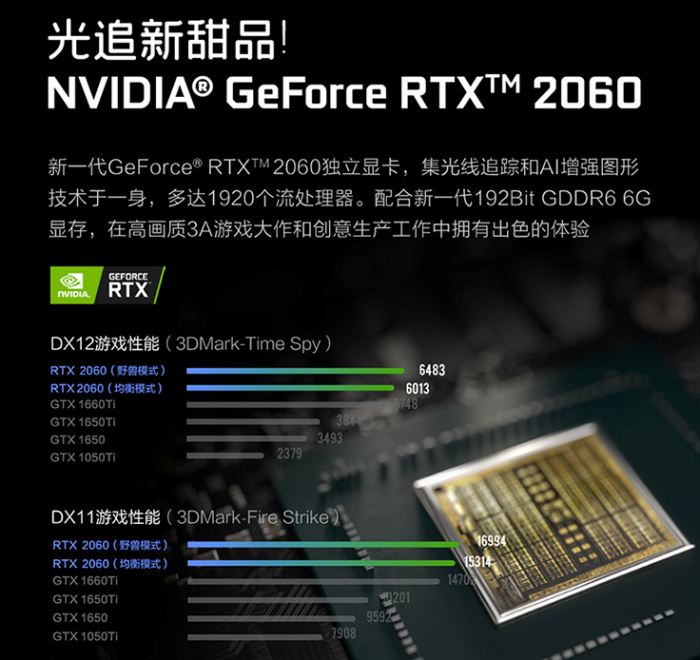 光追新甜品!
NVIDIA® GeForce RTX™ 2060
新一代GeForce® RTX™ 2060独立显卡，集光线追踪和AI增强图形
技术于一身，多达1920个流处理器。配合新一代192Bit GDDR6 6G
显存，在高画质3A游戏大作和创意生产工作中拥有出色的体验
NVIDIA. GEFORCE RTX
DX12游戏性能（3DMark-Time Spy）
RTX 2060（野兽模式） 6483
RTX 2060（均衡模式） 6013
GTX 1660Ti 5748
GTX 1650Ti
GTX 1650 3493
GTX 1050Ti 2379
DX11游戏性能（3DMark-Fire Strike）
RTX 2060（野兽模式） 16994
RTX 2060（均衡模式） 15314
GTX 1660Ti
GTX 1650Ti 10201
GTX 1650 9592
GTX 1050Ti 7908